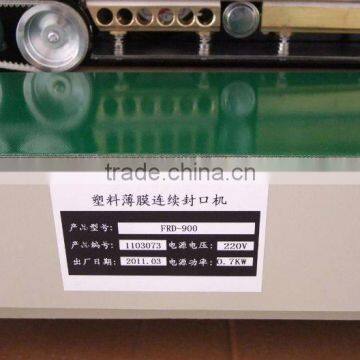 trade.china.cn
塑料薄膜连续封口机
产品型号: FRD-900
产品编号: 1103073 电源电压: 220V
出厂日期: 2011.03 电源功率: 0.7KW